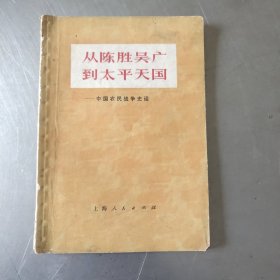 从陈胜吴广
到太平天国
——中国农民战争史话
上海人民出版社